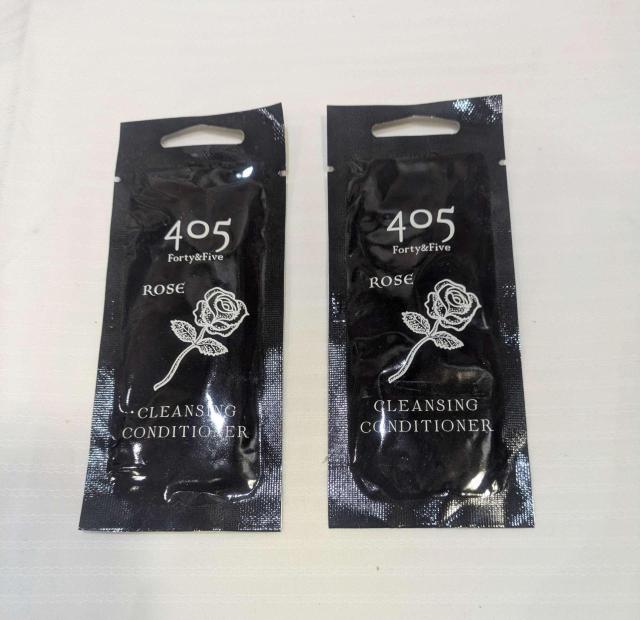 405
Forty&Five
ROSE
CLEANSING
CONDITIONER
405
Forty&Five
ROSE
CLEANSING
CONDITIONER